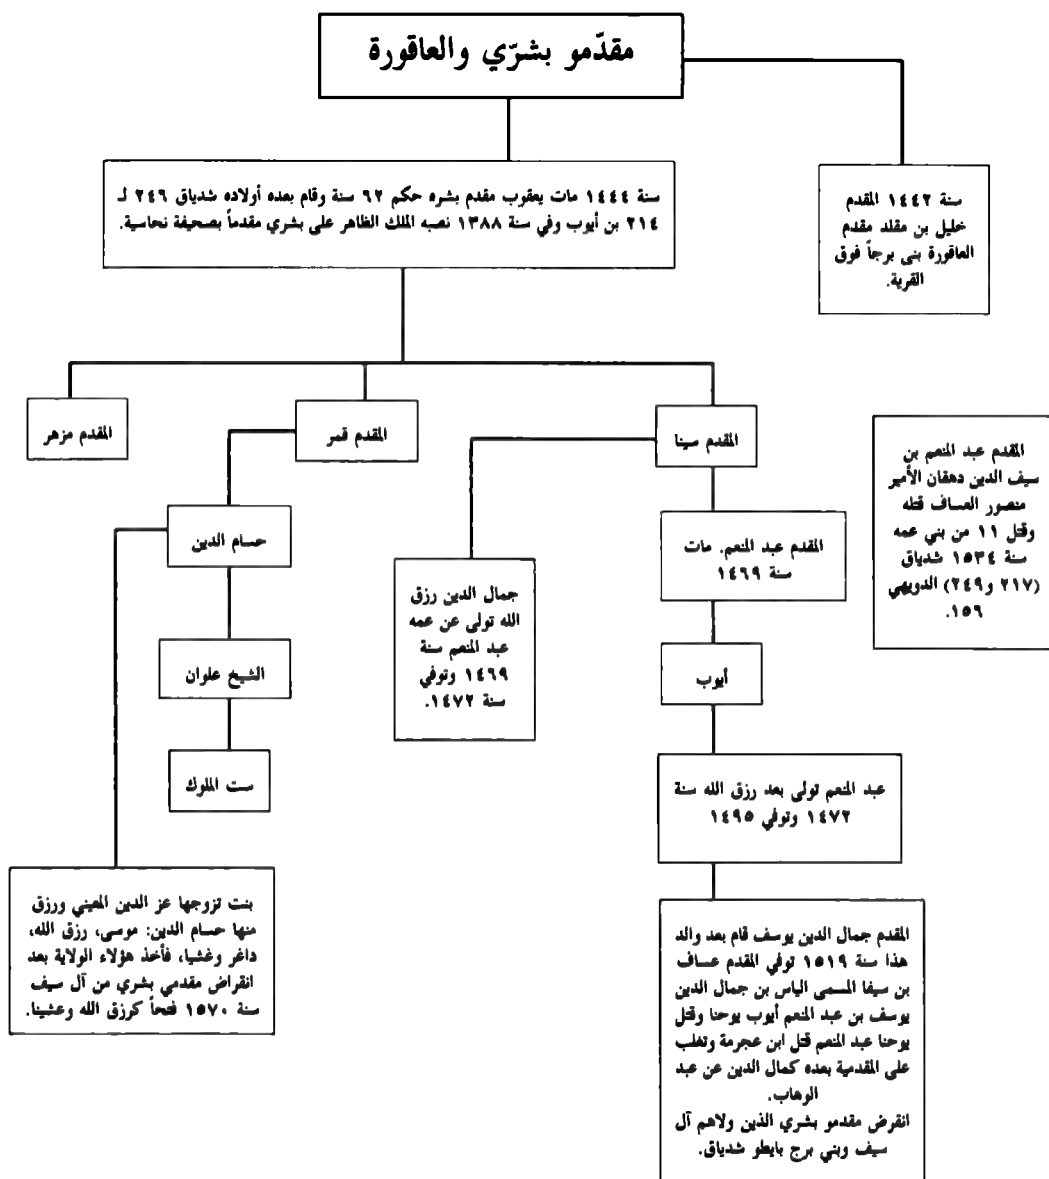 مقدّمو بشرّي والعاقورة
سنة ١٤٤٢ المقدم
خليل بن مقلد مقدم
العاقورة بنى برجاً فوق
القرية.
سنة ١٤٤٤ مات يعقوب مقدم بشره حكم ٦٢ سنة وقام بعده أولاده شدياق ٢٤٦ لـ
٢١٤ بن أيوب وفي سنة ١٣٨٨ نصبه الملك الظاهر على بشري مقدماً بصحيفة نحاسية.
المقدم سينا
المقدم قمر
المقدم مزهر
المقدم عبد المنعم بن
سيف الدين دهقان الأمير
منصور العساف قتله
وقتل ١١ من بني عمه
سنة ١٥٣٤ شدياق
(٢١٧ و٢٤٩) الدويهي
١٥٦.
المقدم عبد المنعم. مات
سنة ١٤٦٩
جمال الدين رزق
الله تولى عن عمه
عبد المنعم سنة
١٤٦٩ وتوفي
سنة ١٤٧٢.
حسام الدين
أيوب
الشيخ علوان
عبد المنعم تولى بعد رزق الله سنة
١٤٧٢ وتوفي ١٤٩٥
ست الملوك
بنت تزوجها عز الدين المعيني ورزق
منها حسام الدين: موسى، رزق الله،
داغر وغشيا، فأخذ هؤلاء الولاية بعد
انقراض مقدمي بشري من آل سيف
سنة ١٥٧٠ فتحاً كرزق الله وعشينا.
المقدم جمال الدين يوسف قام بعد والد
هذا سنة ١٥١٩ توفي المقدم عساف
بن سيفا المسمى الياس بن جمال الدين
يوسف بن عبد المنعم أيوب يوحنا وقتل
يوحنا عبد المنعم قتل ابن عجرمة وتغلب
على المقدمية بعده كمال الدين عن عبد
الوهاب.
انقرض مقدمو بشري الذين ولاهم آل
سيف وبني برج بايطو شدياق.